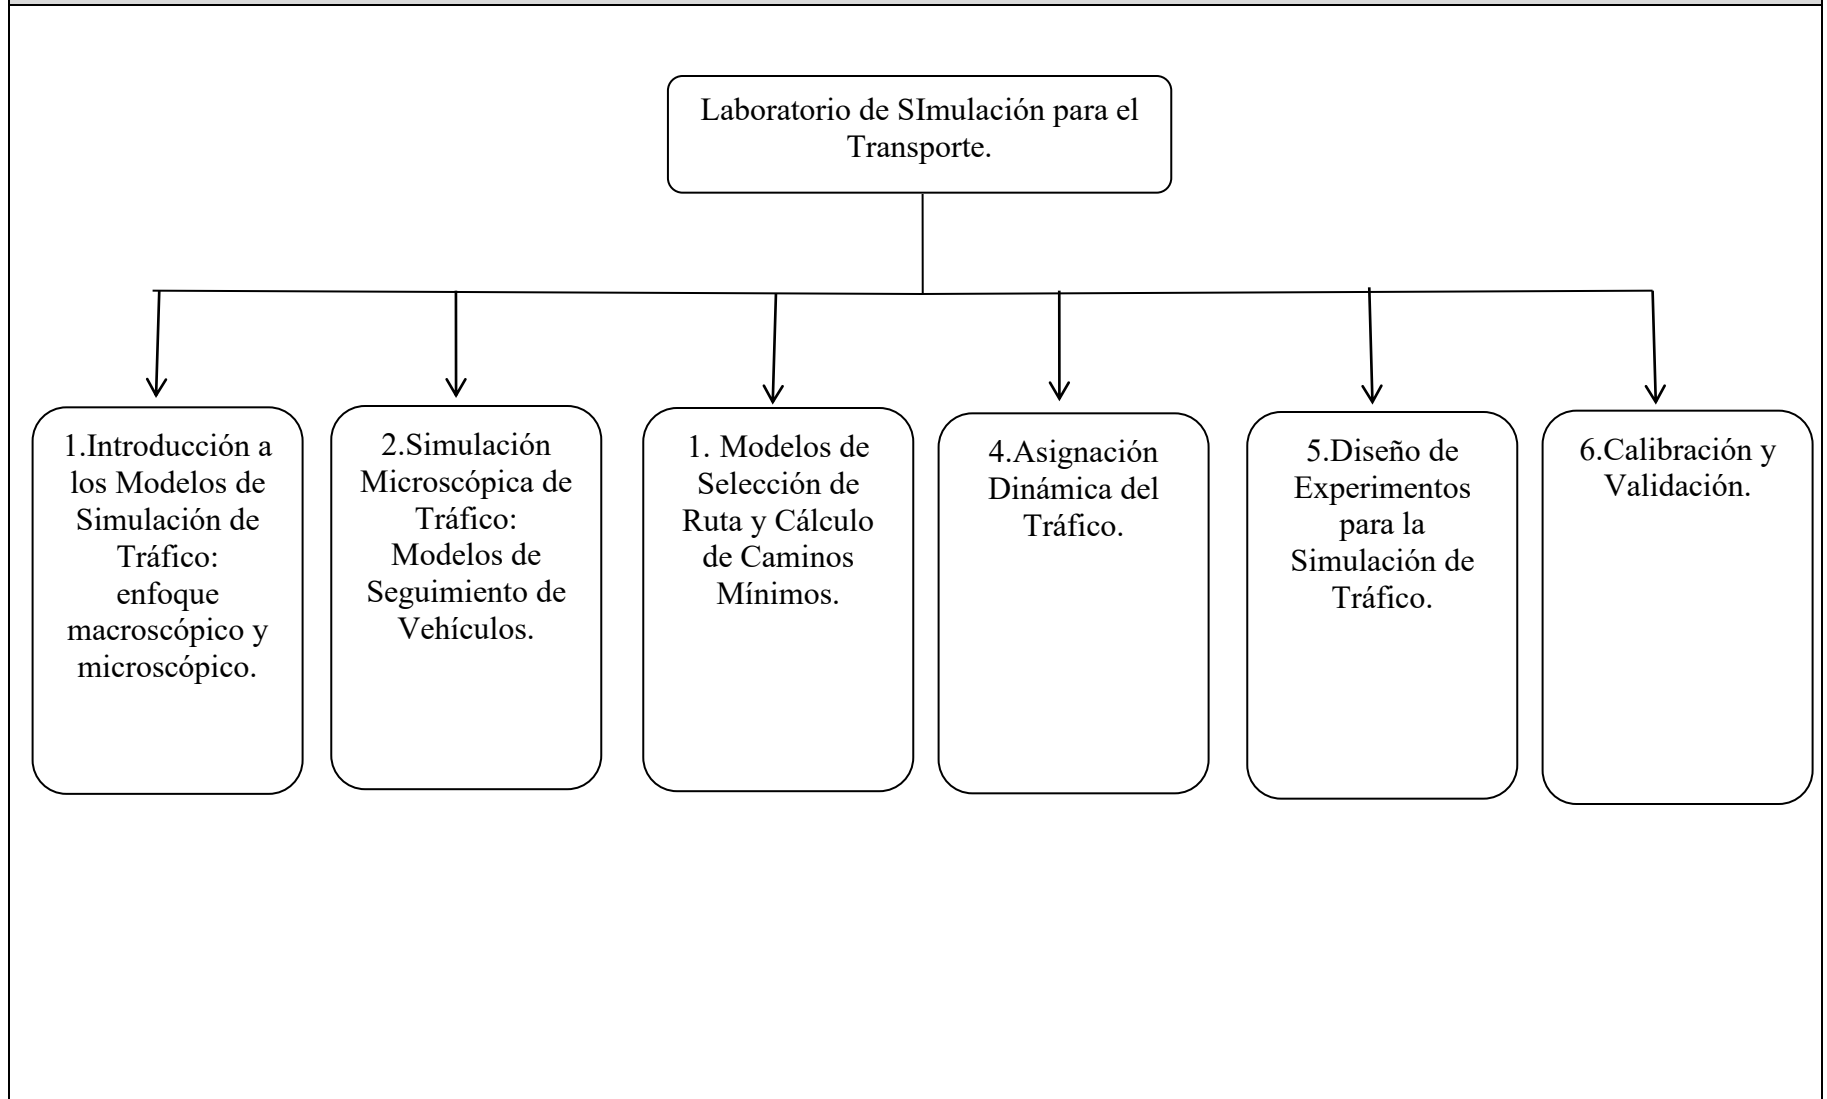 Laboratorio de SImulación para el
Transporte.
1.Introducción a
los Modelos de
Simulación de
Tráfico:
enfoque
macroscópico y
microscópico.
2.Simulación
Microscópica de
Tráfico:
Modelos de
Seguimiento de
Vehículos.
1. Modelos de
Selección de
Ruta y Cálculo
de Caminos
Mínimos.
4.Asignación
Dinámica del
Tráfico.
5.Diseño de
Experimentos
para la
Simulación de
Tráfico.
6.Calibración y
Validación.